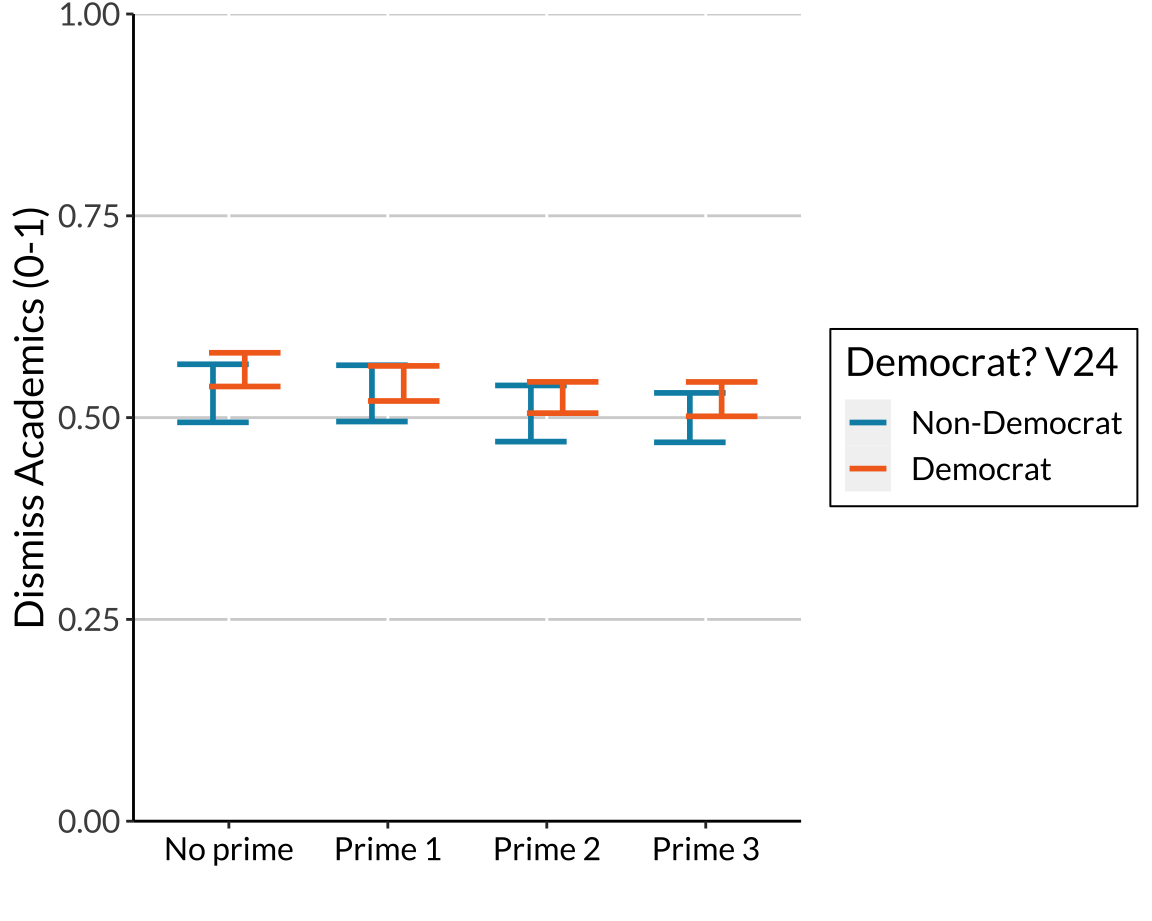 1.00
0.75
0.50
0.25
0.00
Dismiss Academics (0-1)
No prime
Prime 1
Prime 2
Prime 3
Democrat? V24
Non-Democrat
Democrat